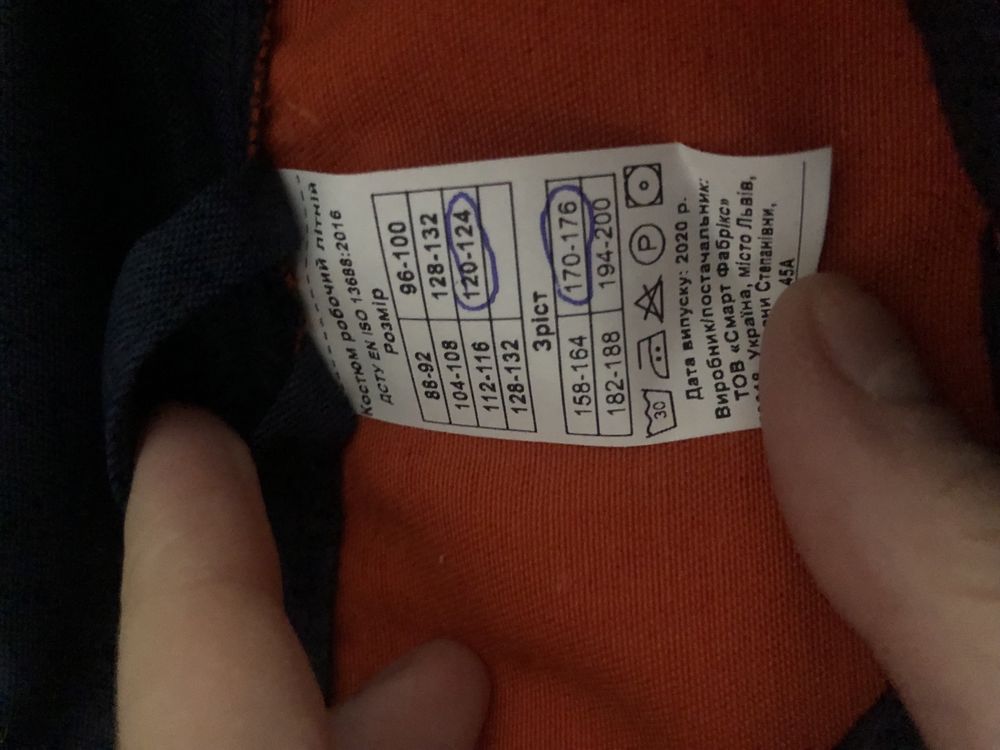 Костюм робочий літній
ДСТУ EN ISO 13688:2016
Розмір
88-92 96-100
104-108 128-132
112-116 120-124
128-132
Зріст
158-164 170-176
182-188 194-200
30 P
Дата випуску: 2020 р.
Виробник/постачальник:
ТОВ «Смарт Фабрікс»
Україна, місто Львів,
Степанівни,
45А